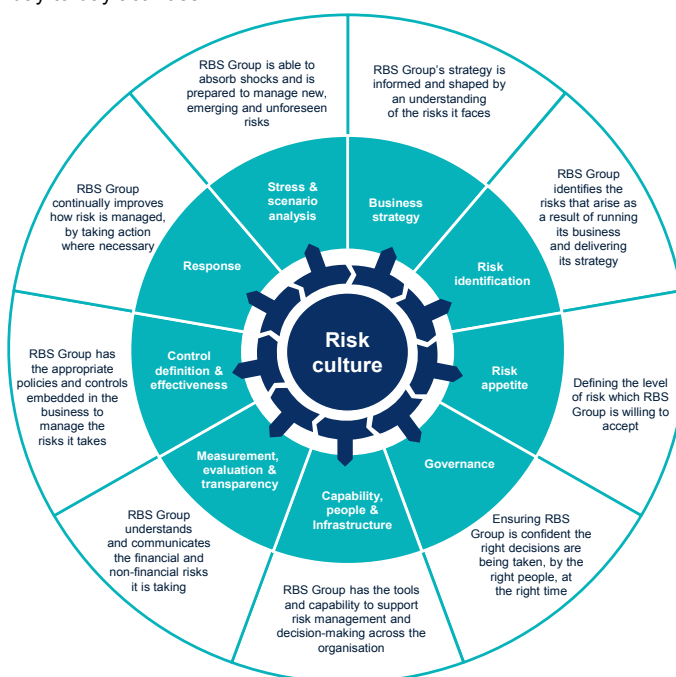 RBS Group is able to
absorb shocks and is
prepared to manage new,
emerging and unforeseen
risks
RBS Group's strategy is
informed and shaped by
an understanding
of the risks it faces
RBS Group
identifies the
risks that arise as
a result of running
its business
and delivering
its strategy
Defining the level
of risk which RBS
Group is willing to
accept
Ensuring RBS
Group is confident the
right decisions are
being taken, by the
right people, at
the right time
RBS Group has the tools
and capability to support
risk management and
decision-making across the
organisation
RBS Group
understands
and communicates
the financial and
non-financial risks
it is taking
RBS Group has
the appropriate
policies and controls
embedded in the
business to
manage the
risks it takes
RBS Group
continually improves
how risk is managed,
by taking action
where necessary
Stress &
scenario
analysis
Business
strategy
Risk
identification
Risk
appetite
Governance
Capability,
people &
Infrastructure
Measurement,
evaluation &
transparency
Control
definition &
effectiveness
Response
Risk
culture